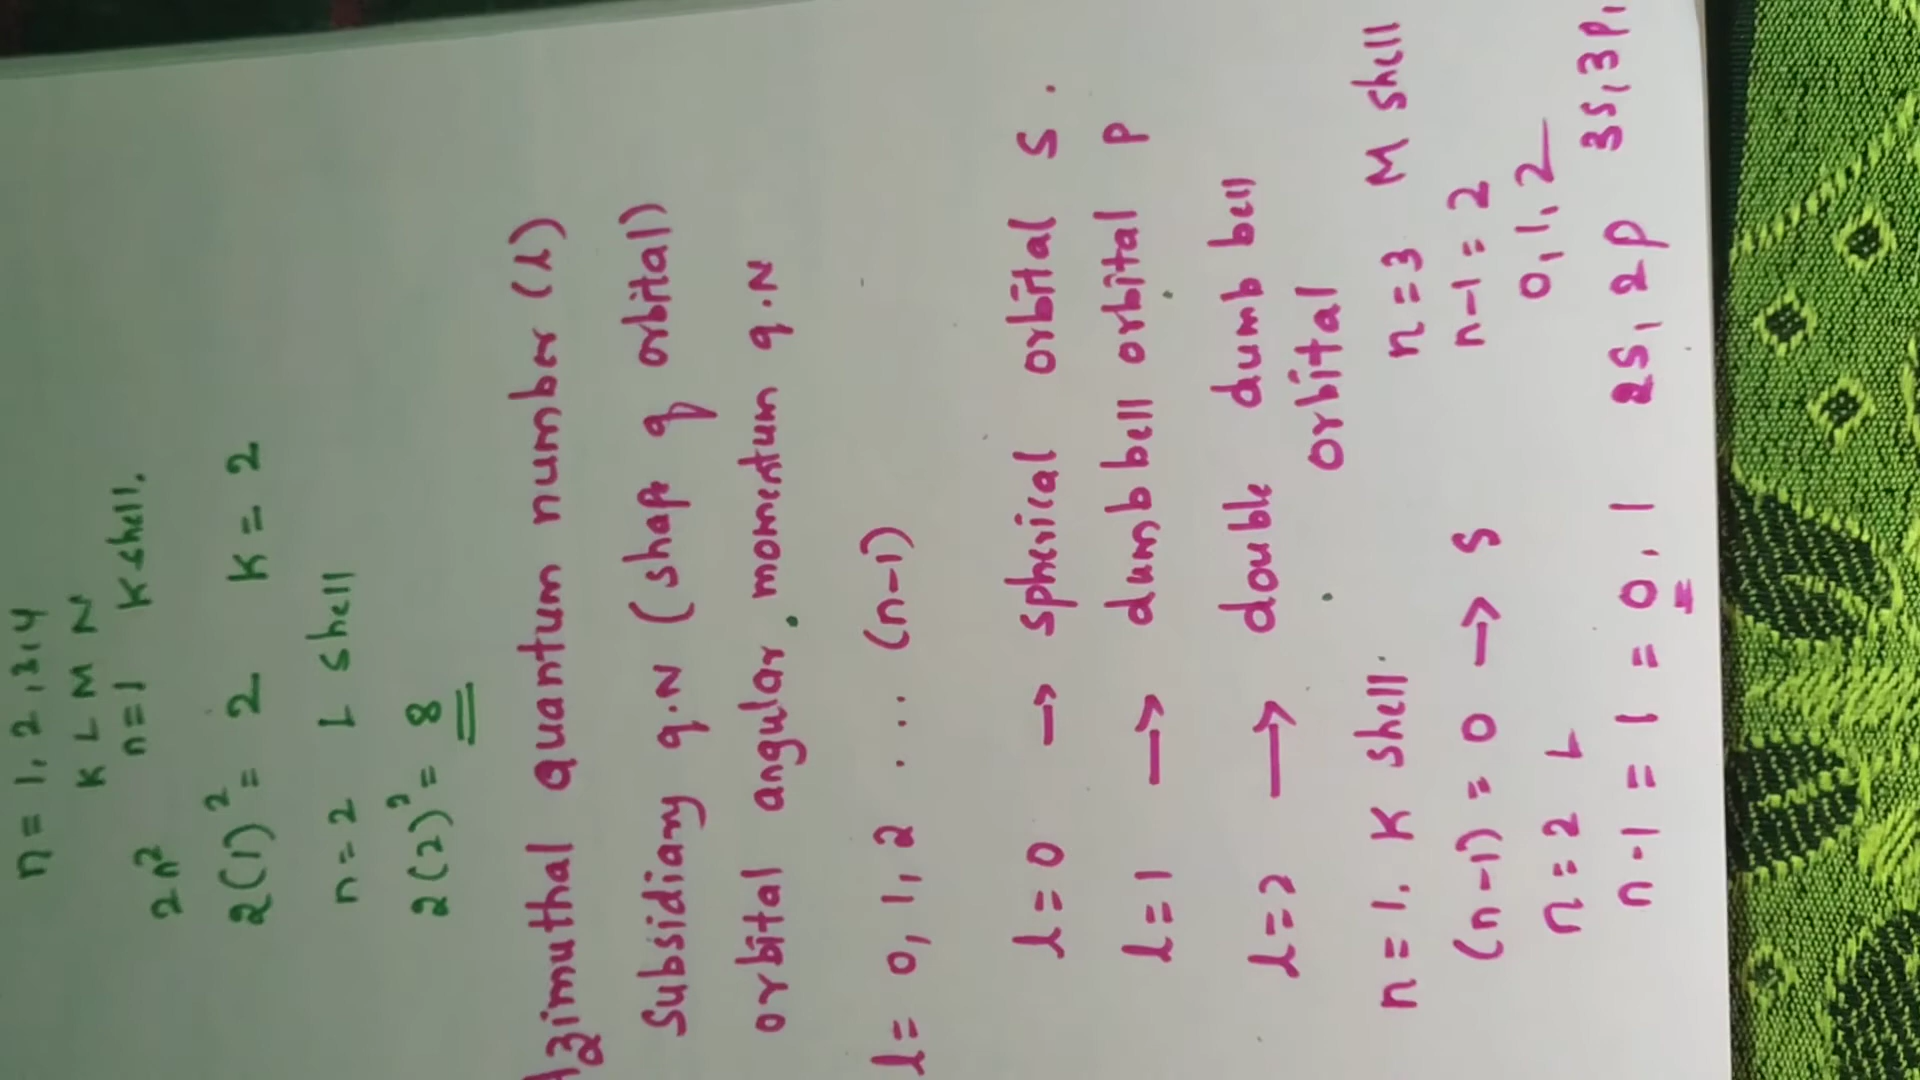 n = 1, 2, 3, 4
K L M N
n=1 K shell.
2n²
2(1)² = 2 K = 2
n=2 L shell
2(2)² = 8
Azimuthal quantum number (l)
Subsidiary q.N (shape of orbital)
orbital angular momentum q.N
l = 0, 1, 2 ... (n-1)
l=0 → spherical orbital s.
l=1 → dumbbell orbital p
l=2 → double dumb bell
orbital
n=1. K shell. n=3 M shell
(n-1) = 0 → s n-1=2
n=2 L 0, 1, 2
n-1 = 1 = 0, 1 2s, 2p 3s, 3p,